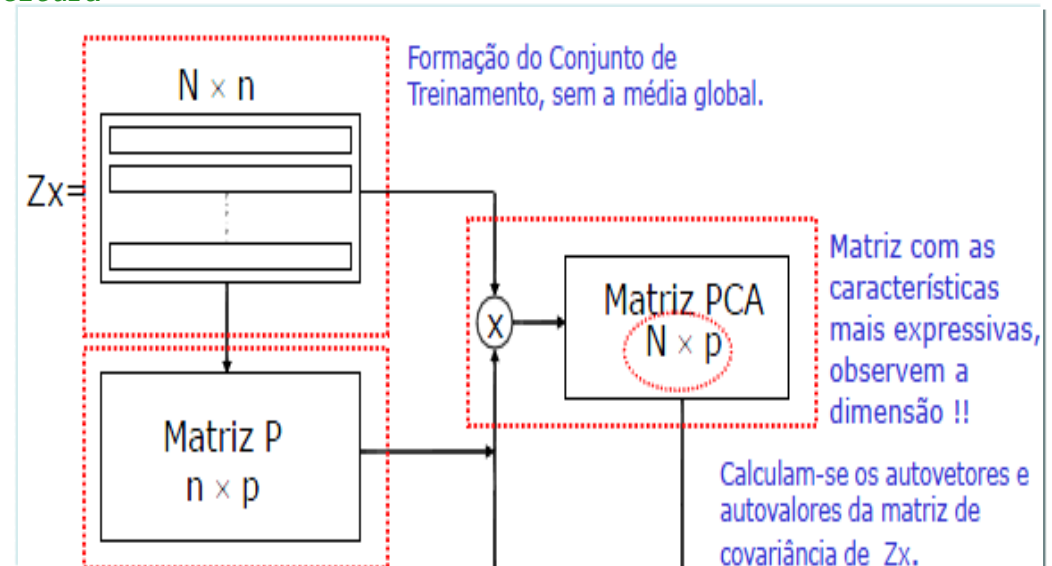 Formação do Conjunto de
Treinamento, sem a média global.
N × n
Zx=
Matriz com as
características
mais expressivas,
observem a
dimensão !!
Matriz PCA
N × p
x
Matriz P
n × p
Calculam-se os autovetores e
autovalores da matriz de
covariância de Zx.